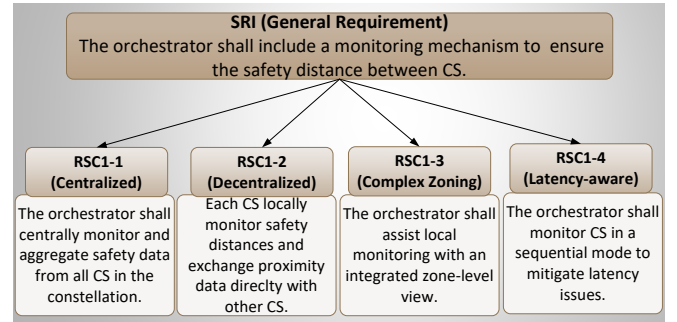 SRI (General Requirement)
The orchestrator shall include a monitoring mechanism to ensure
the safety distance between CS.
RSC1-1
(Centralized)
The orchestrator shall
centrally monitor and
aggregate safety data
from all CS in the
constellation.
RSC1-2
(Decentralized)
Each CS locally
monitor safety
distances and
exchange proximity
data direclty with
other CS.
RSC1-3
(Complex Zoning)
The orchestrator shall
assist local
monitoring with an
integrated zone-level
view.
RSC1-4
(Latency-aware)
The orchestrator shall
monitor CS in a
sequential mode to
mitigate latency
issues.